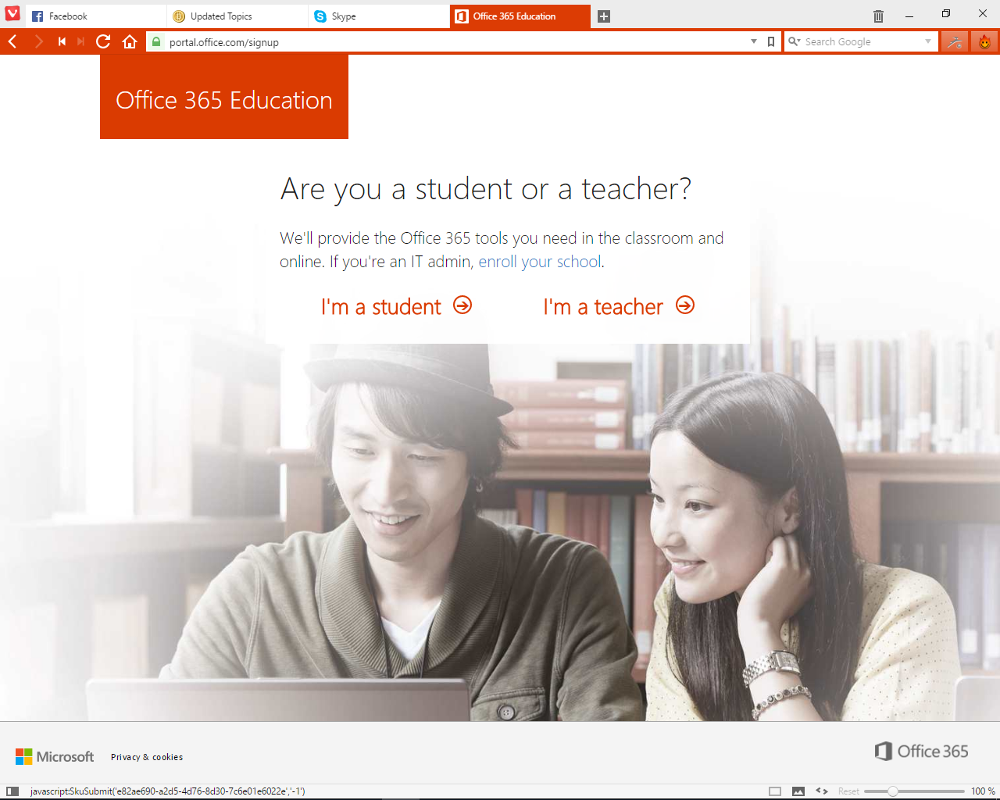 Facebook
Updated Topics
Skype
Office 365 Education
portal.office.com/signup
Search Google
Office 365 Education
Are you a student or a teacher?
We'll provide the Office 365 tools you need in the classroom and
online. If you're an IT admin, enroll your school.
I'm a student
I'm a teacher
Microsoft
Privacy & cookies
Office 365
javascript:SkuSubmit('e82ae690-a2d5-4d76-8d30-7c6e01e6022e','-1')
Reset
100 %